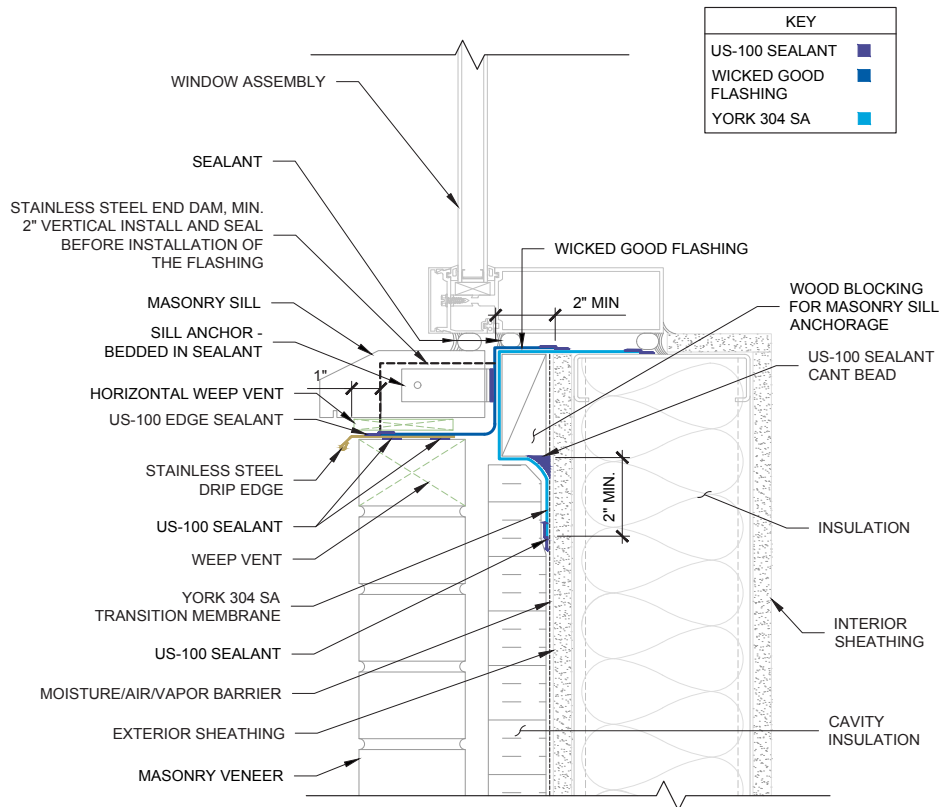 KEY
US-100 SEALANT
WICKED GOOD
FLASHING
YORK 304 SA
WINDOW ASSEMBLY
SEALANT
STAINLESS STEEL END DAM, MIN.
2" VERTICAL INSTALL AND SEAL
BEFORE INSTALLATION OF
THE FLASHING
MASONRY SILL
SILL ANCHOR -
BEDDED IN SEALANT
1"
HORIZONTAL WEEP VENT
US-100 EDGE SEALANT
STAINLESS STEEL
DRIP EDGE
US-100 SEALANT
WEEP VENT
YORK 304 SA
TRANSITION MEMBRANE
US-100 SEALANT
MOISTURE/AIR/VAPOR BARRIER
EXTERIOR SHEATHING
MASONRY VENEER
WICKED GOOD FLASHING
2" MIN
WOOD BLOCKING
FOR MASONRY SILL
ANCHORAGE
US-100 SEALANT
CANT BEAD
2" MIN.
INSULATION
INTERIOR
SHEATHING
CAVITY
INSULATION